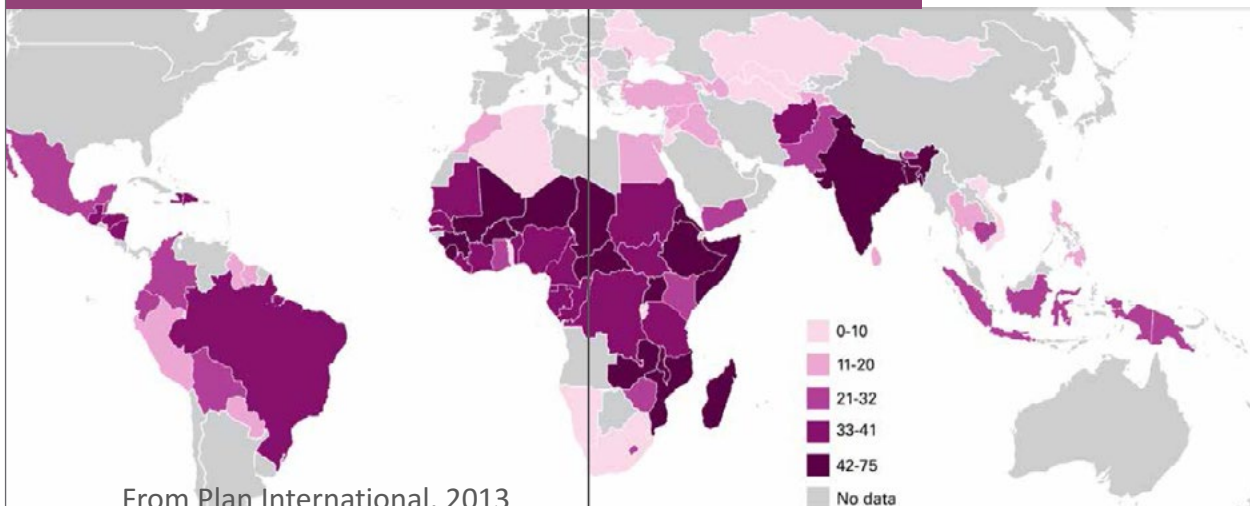 0-10
11-20
21-32
33-41
42-75
No data
From Plan International, 2013